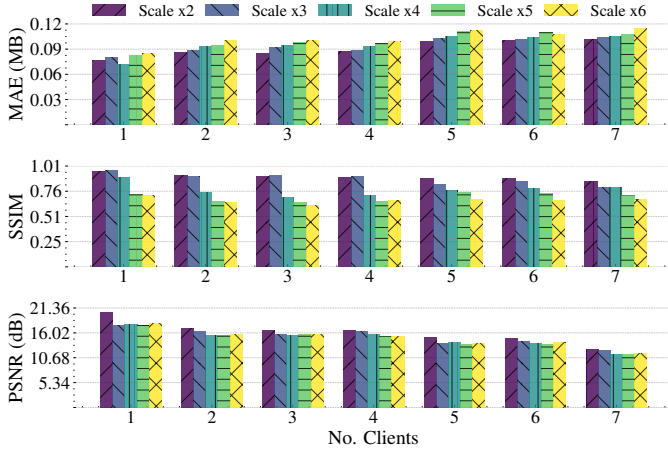 Scale x2 Scale x3 Scale x4 Scale x5 Scale x6
MAE (MB)
0.12
0.09
0.06
0.03
1 2 3 4 5 6 7
SSIM
1.01
0.76
0.51
0.25
1 2 3 4 5 6 7
PSNR (dB)
21.36
16.02
10.68
5.34
1 2 3 4 5 6 7
No. Clients